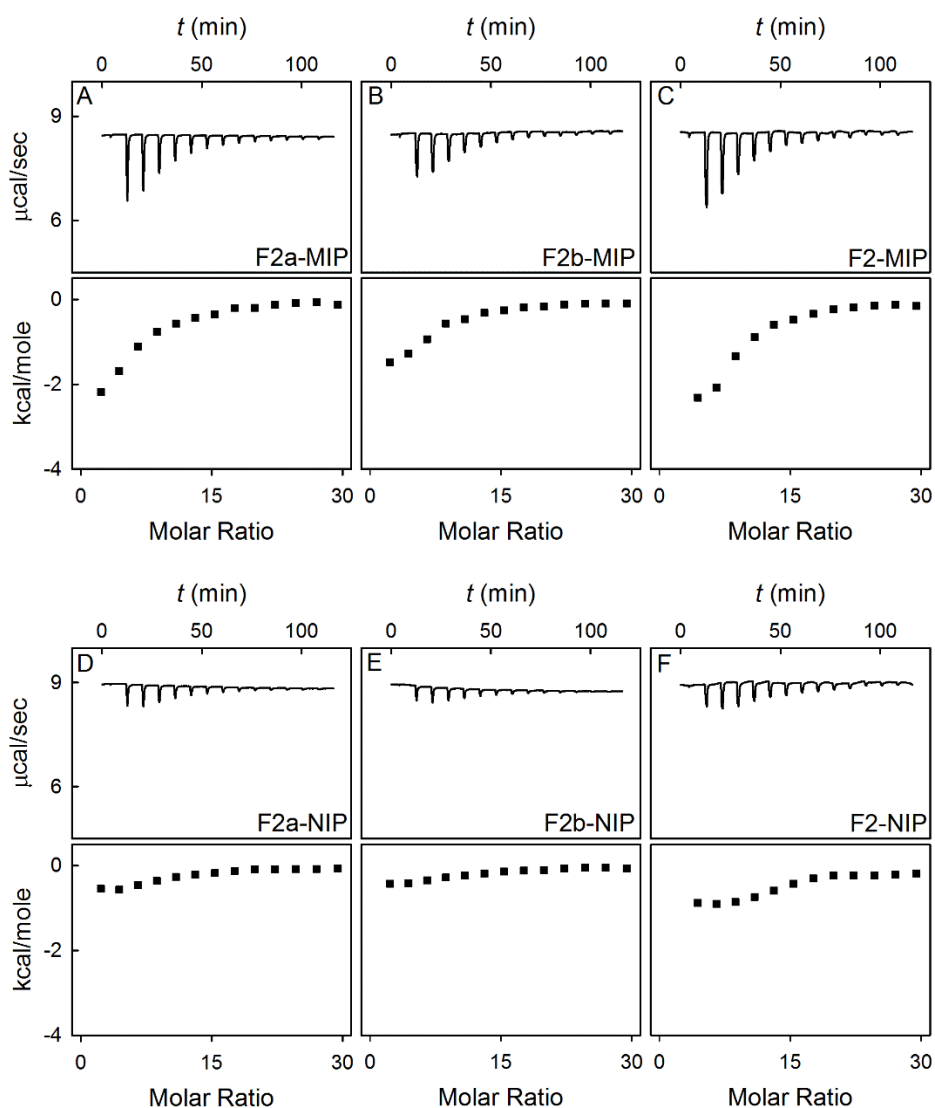 t (min) t (min) t (min)
0 50 100 0 50 100 0 50 100
A B C
9
6
μcal/sec
F2a-MIP F2b-MIP F2-MIP
0
-2
-4
kcal/mole
0 15 30 0 15 30 0 15 30
Molar Ratio Molar Ratio Molar Ratio
t (min) t (min) t (min)
0 50 100 0 50 100 0 50 100
D E F
9
6
μcal/sec
F2a-NIP F2b-NIP F2-NIP
0
-2
-4
kcal/mole
0 15 30 0 15 30 0 15 30
Molar Ratio Molar Ratio Molar Ratio